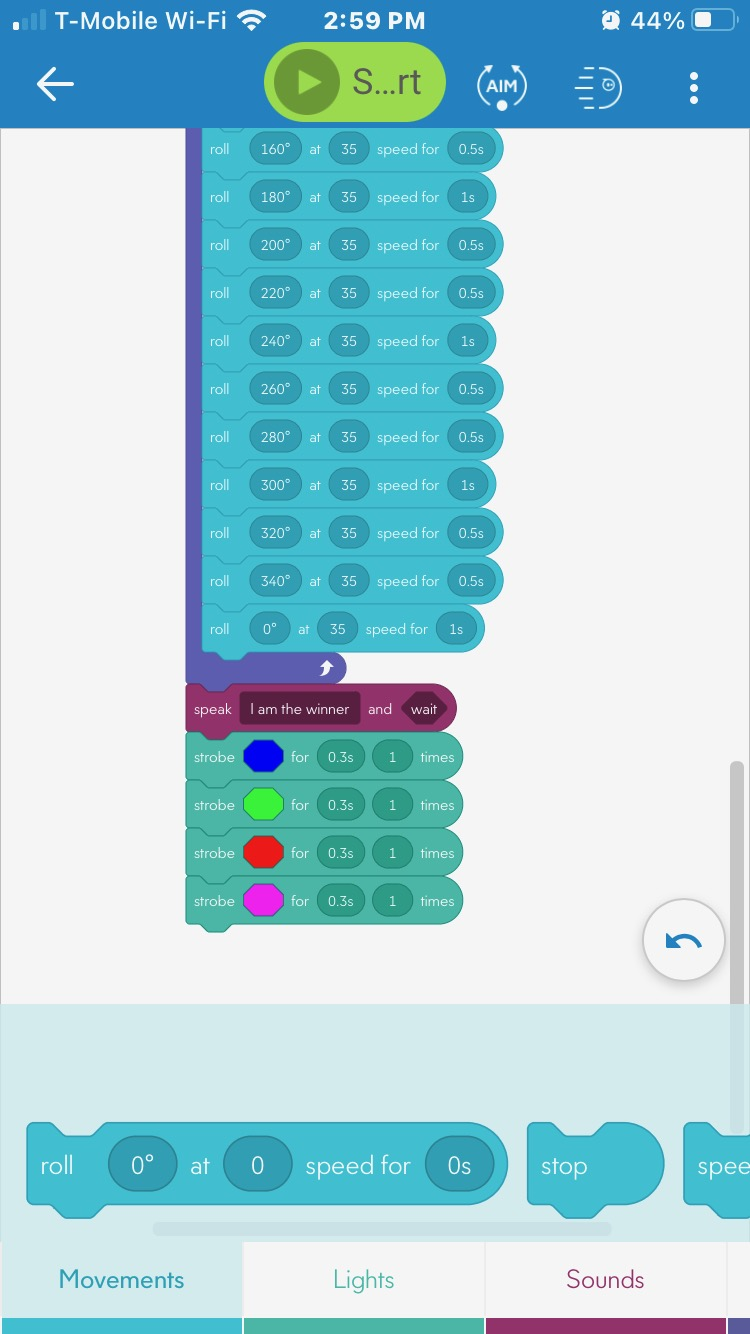 T-Mobile Wi-Fi 2:59 PM 44%
S...rt AIM
roll 160° at 35 speed for 0.5s
roll 180° at 35 speed for 1s
roll 200° at 35 speed for 0.5s
roll 220° at 35 speed for 0.5s
roll 240° at 35 speed for 1s
roll 260° at 35 speed for 0.5s
roll 280° at 35 speed for 0.5s
roll 300° at 35 speed for 1s
roll 320° at 35 speed for 0.5s
roll 340° at 35 speed for 0.5s
roll 0° at 35 speed for 1s
speak I am the winner and wait
strobe for 0.3s 1 times
strobe for 0.3s 1 times
strobe for 0.3s 1 times
strobe for 0.3s 1 times
roll 0° at 0 speed for 0s stop spee
Movements Lights Sounds